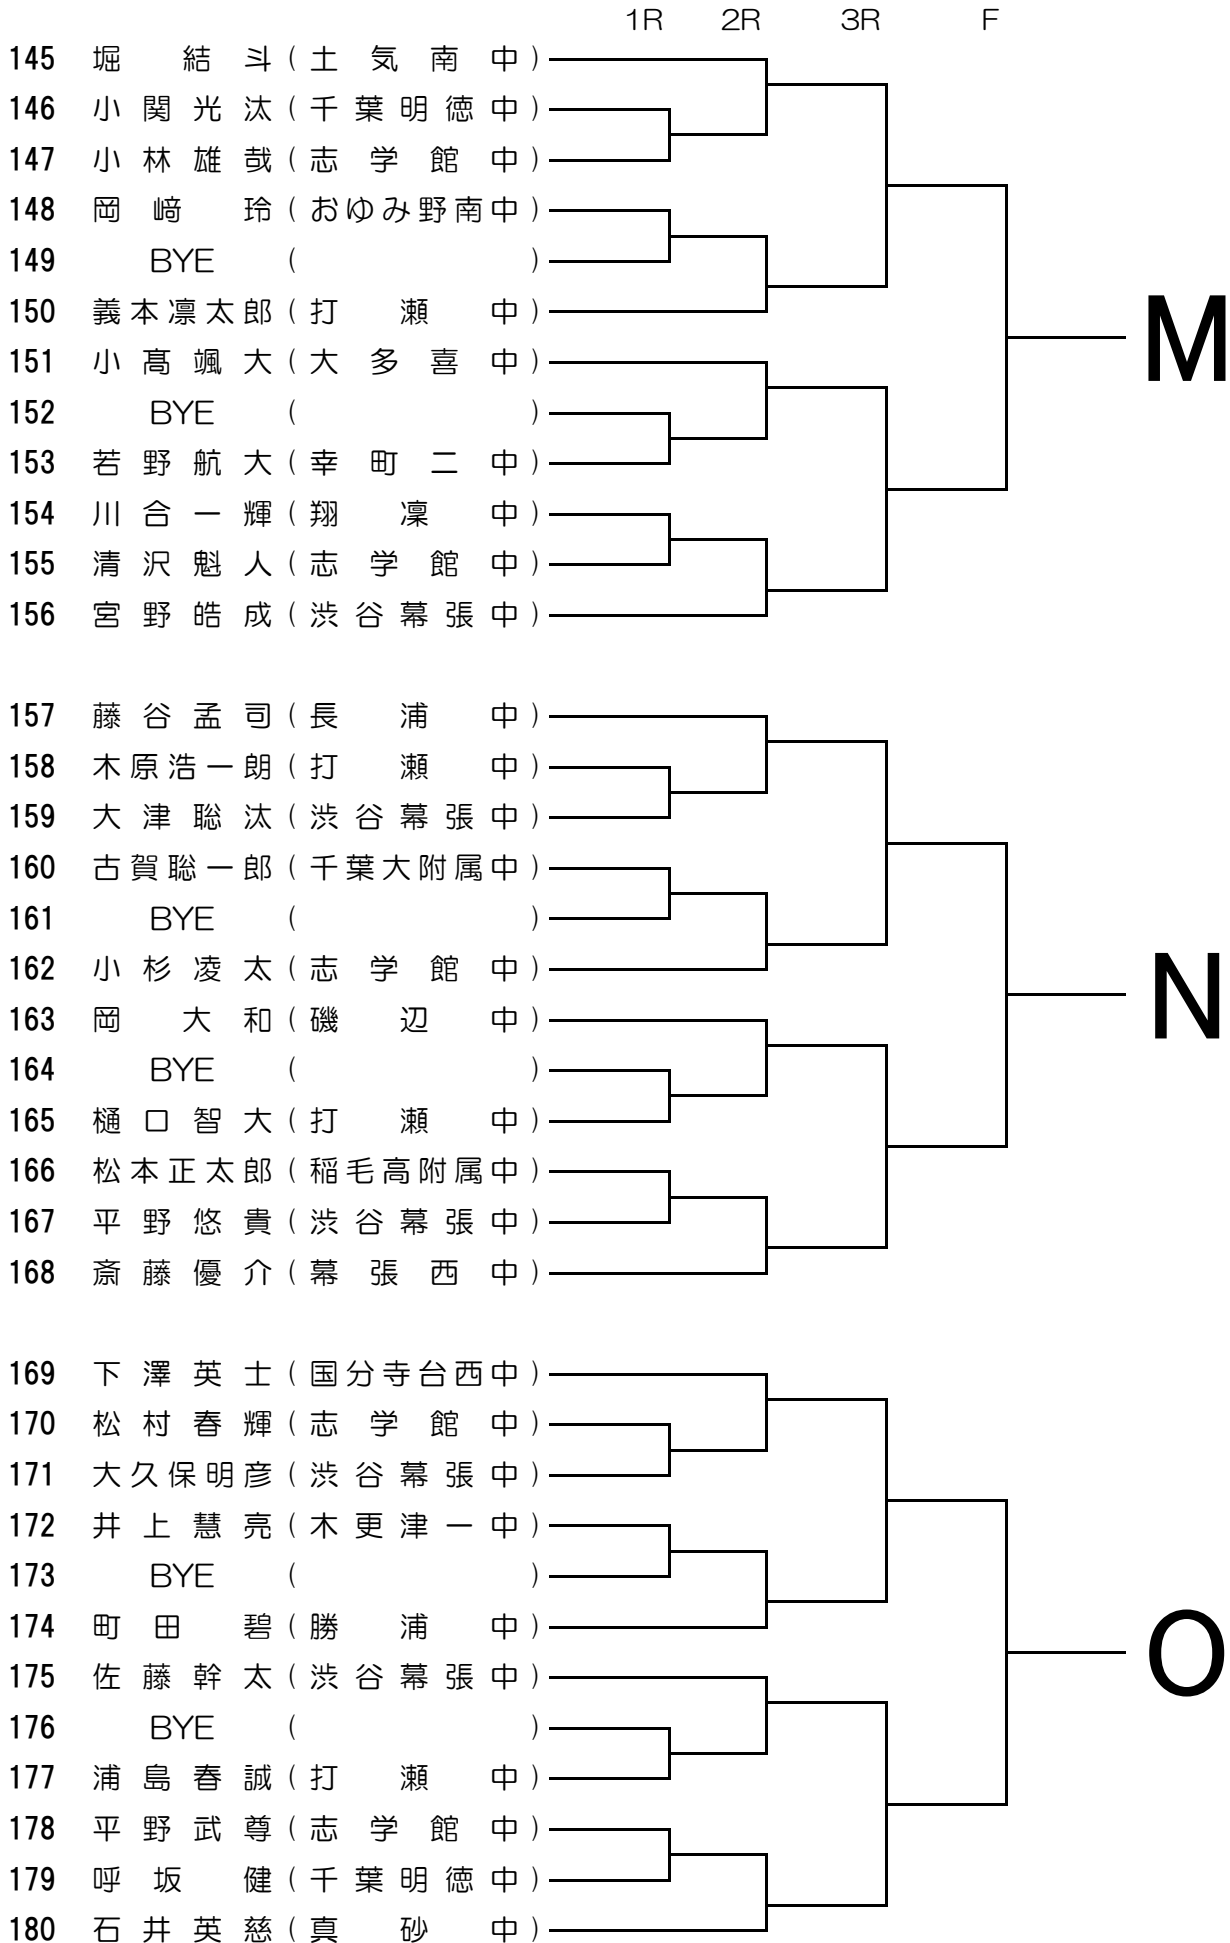 1R 2R 3R F
145 堀 結 斗 ( 土 気 南 中 )
146 小 関 光 汰 ( 千 葉 明 徳 中 )
147 小 林 雄 哉 ( 志 学 館 中 )
148 岡 﨑 玲 ( おゆみ野南中 )
149 BYE ( )
150 義本凛太郎 ( 打 瀬 中 )
M
151 小 髙 颯 大 ( 大 多 喜 中 )
152 BYE ( )
153 若 野 航 大 ( 幸 町 二 中 )
154 川 合 一 輝 ( 翔 凜 中 )
155 清 沢 魁 人 ( 志 学 館 中 )
156 宮 野 皓 成 ( 渋 谷 幕 張 中 )
157 藤 谷 孟 司 ( 長 浦 中 )
158 木原浩一朗 ( 打 瀬 中 )
159 大 津 聡 汰 ( 渋 谷 幕 張 中 )
160 古賀聡一郎 ( 千葉大附属中 )
161 BYE ( )
162 小 杉 凌 太 ( 志 学 館 中 )
N
163 岡 大 和 ( 磯 辺 中 )
164 BYE ( )
165 樋 口 智 大 ( 打 瀬 中 )
166 松本正太郎 ( 稲毛高附属中 )
167 平 野 悠 貴 ( 渋 谷 幕 張 中 )
168 斎 藤 優 介 ( 幕 張 西 中 )
169 下 澤 英 士 ( 国分寺台西中 )
170 松 村 春 輝 ( 志 学 館 中 )
171 大久保明彦 ( 渋 谷 幕 張 中 )
172 井 上 慧 亮 ( 木 更 津 一 中 )
173 BYE ( )
174 町 田 碧 ( 勝 浦 中 )
O
175 佐 藤 幹 太 ( 渋 谷 幕 張 中 )
176 BYE ( )
177 浦 島 春 誠 ( 打 瀬 中 )
178 平 野 武 尊 ( 志 学 館 中 )
179 呼 坂 健 ( 千 葉 明 徳 中 )
180 石 井 英 慈 ( 真 砂 中 )